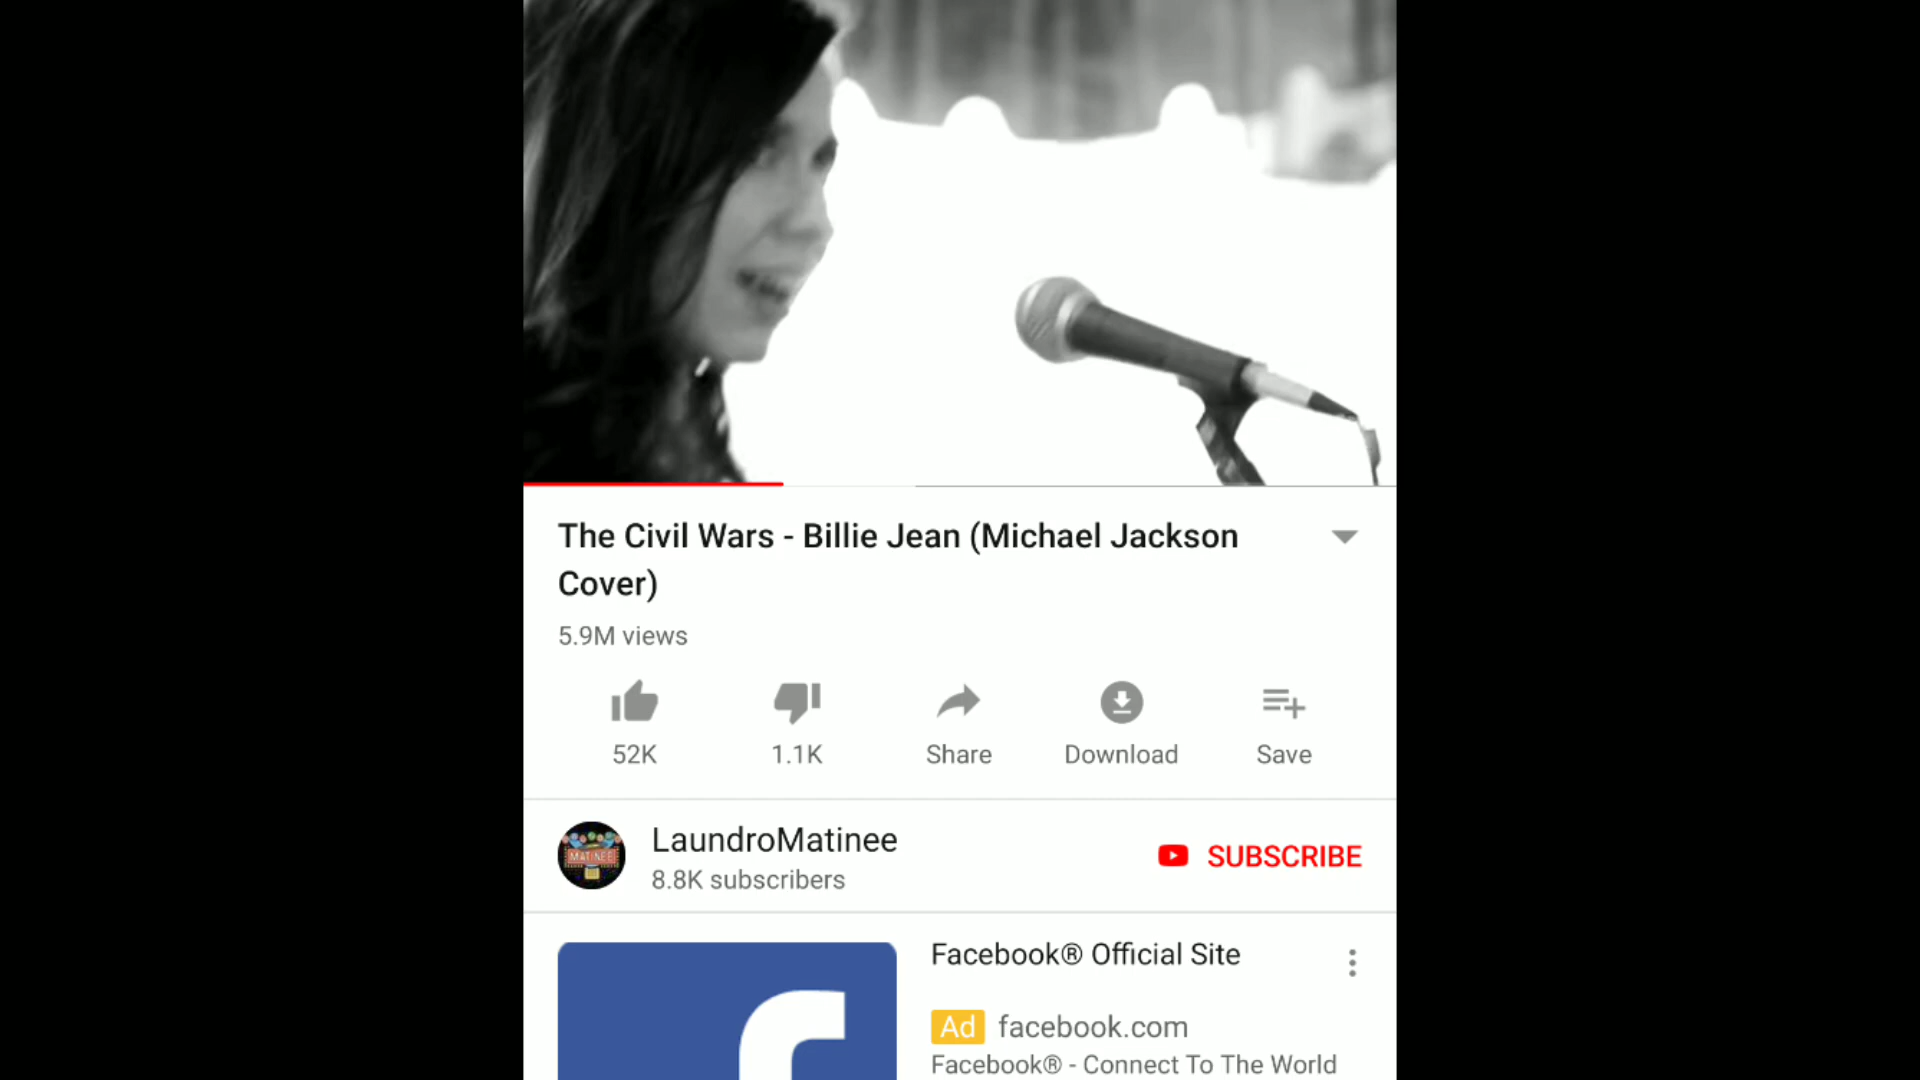 The Civil Wars - Billie Jean (Michael Jackson
Cover)
5.9M views
52K
1.1K
Share
Download
Save
MATINEE
LaundroMatinee
8.8K subscribers
SUBSCRIBE
Facebook® Official Site
Ad facebook.com
Facebook® - Connect To The World